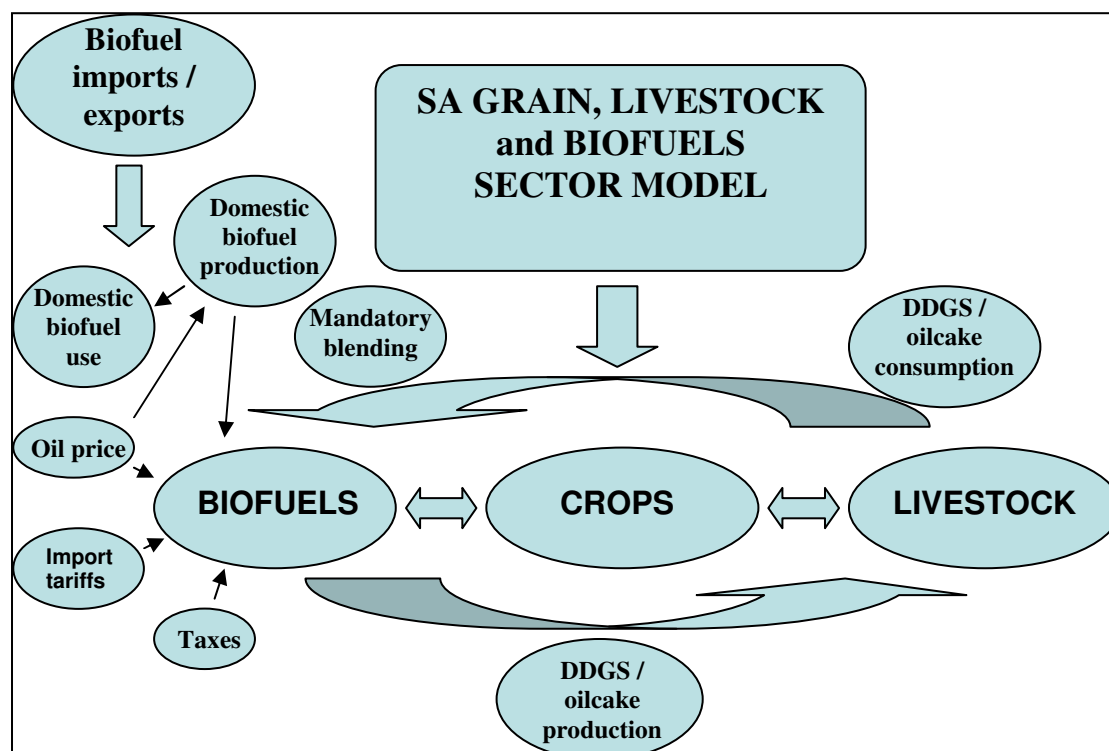 Biofuel
imports /
exports
SA GRAIN, LIVESTOCK
and BIOFUELS
SECTOR MODEL
Domestic
biofuel
production
Domestic
biofuel
use
Mandatory
blending
DDGS /
oilcake
consumption
Oil price
BIOFUELS
CROPS
LIVESTOCK
Import
tariffs
Taxes
DDGS /
oilcake
production